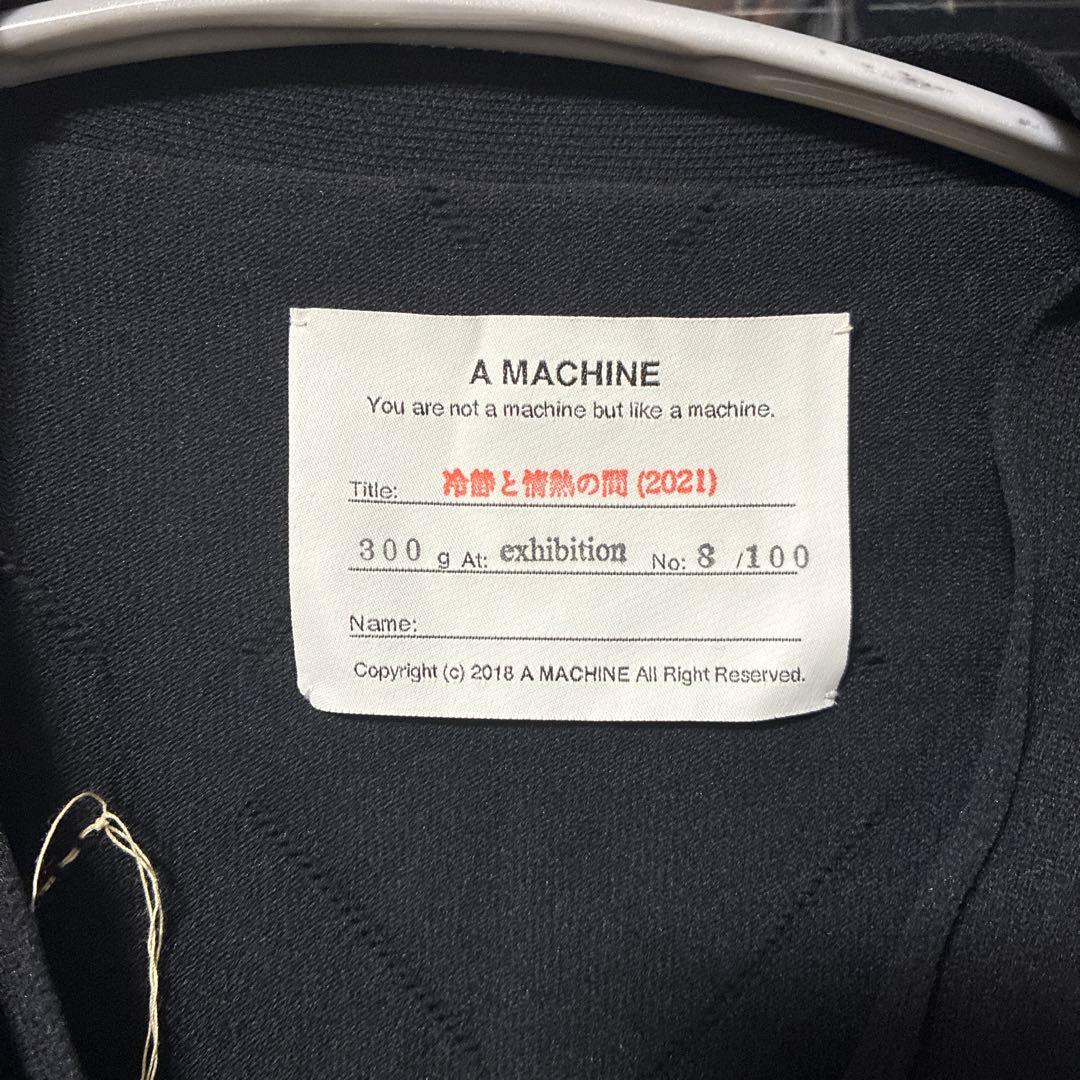 A MACHINE
You are not a machine but like a machine.
Title: 冷静と情熱の間 (2021)
300 g At: exhibition No: 8 /100
Name:
Copyright (c) 2018 A MACHINE All Right Reserved.